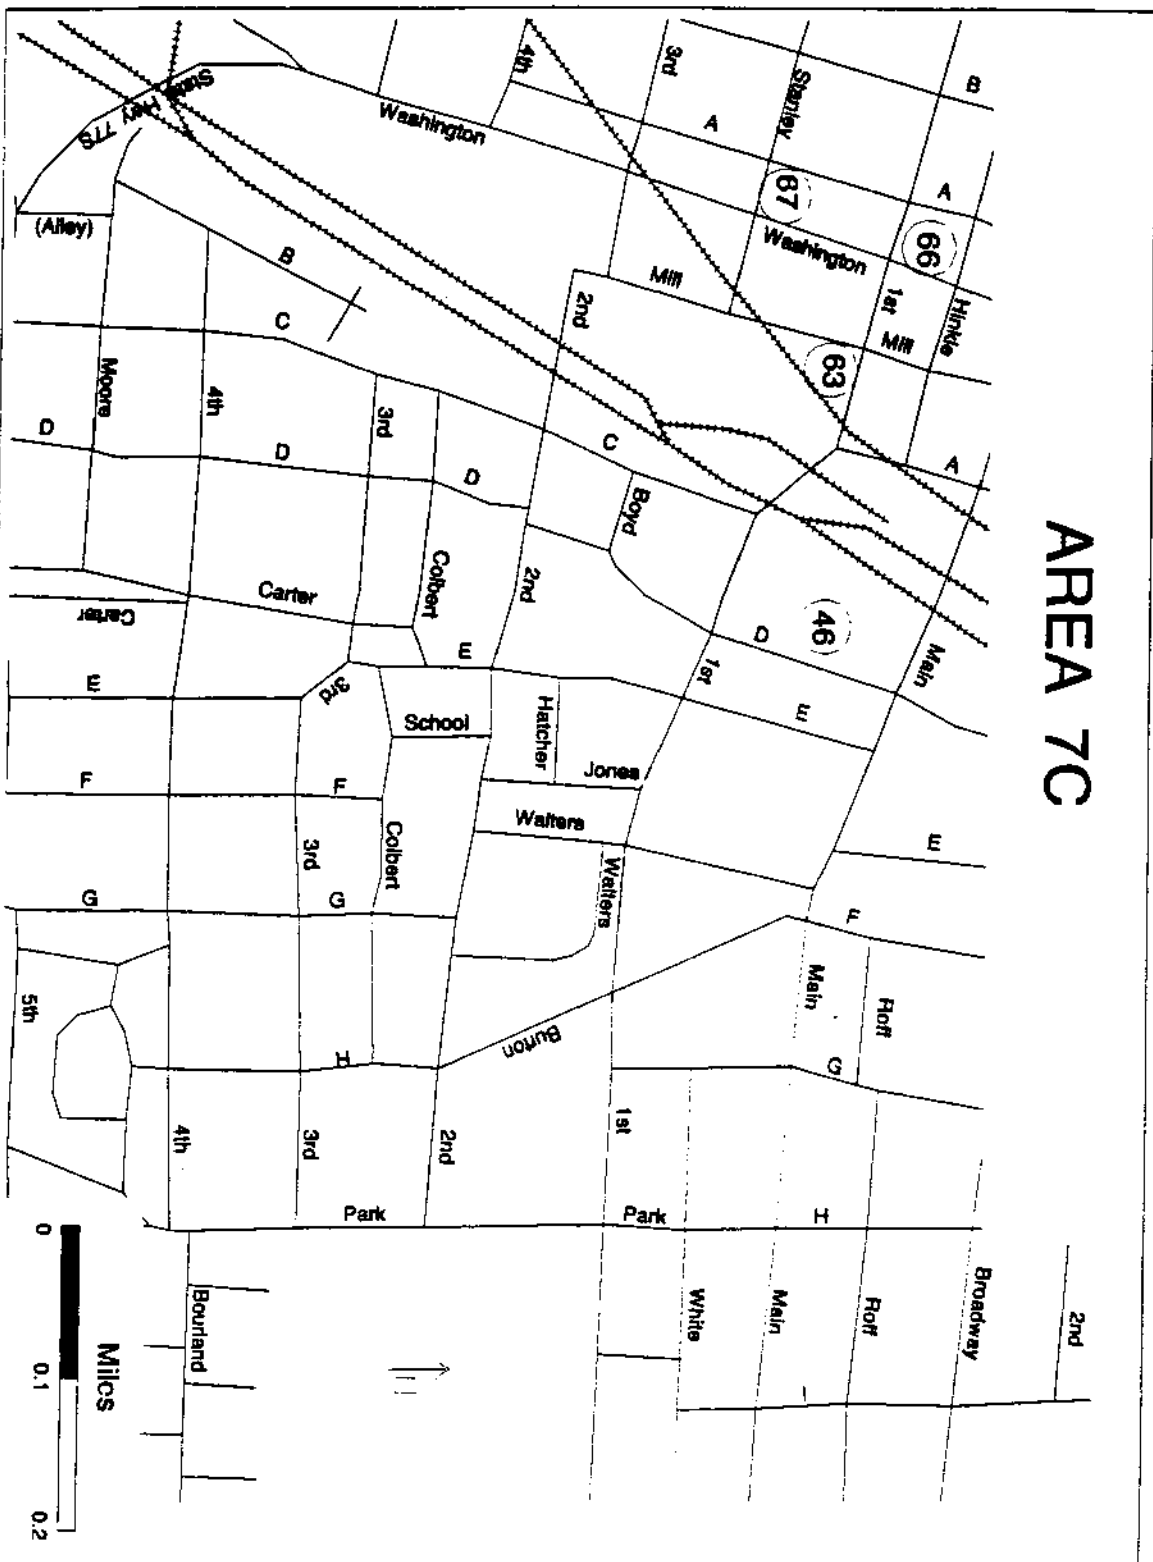 AREA 7C
B
3rd
4th
Stanley
State Hwy 77S
Washington
A
A
67
66
Washington
(Alley)
B
Mill
1st
Hinkle
2nd
C
Mill
63
Moore
4th
3rd
D
D
C
A
D
Boyd
Colbert
2nd
Carter
Carter
46
D
E
1st
Main
E
3rd
School
Hatcher
E
Jones
F
F
Walters
Colbert
E
3rd
Walters
G
G
F
Main
Roff
5th
Burton
H
G
4th
3rd
2nd
1st
Park
Park
H
0
0.1
0.2
Miles
Bourland
White
Main
Roff
Broadway
2nd
I